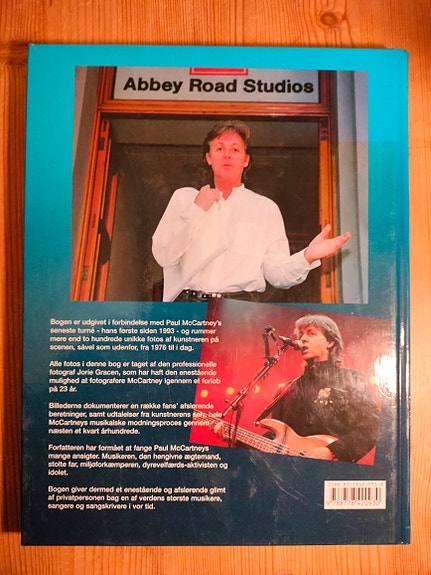 Abbey Road Studios
Bogen er udgivet i forbindelse med Paul McCartney's
seneste turné - hans første siden 1993 - og rummer
mere end to hundrede unikke fotos af kunstneren på
scenen, såvel som udenfor, fra 1976 til i dag.
Alle fotos i denne bog er taget af den professionelle
fotograf Jorie Gracen, som har haft den enestående
mulighed at fotografere McCartney igennem et forløb
på 23 år.
Billederne dokumenterer en række fans' afslørende
beretninger, samt udtalelser fra kunstneren selv, hele
McCartneys musikalske modningsproces gennem
næsten et kvart århundrede.
Forfatteren har formået at fange Paul McCartneys
mange ansigter. Musikeren, den hengivne ægtemand,
stolte far, miljøforkæmperen, dyrevelfærds-aktivisten og
idolet.
Bogen giver dermed et enestående og afslørende glimt
af privatpersonen bag en af verdens største musikere,
sangere og sangskrivere i vor tid.
9788778420930